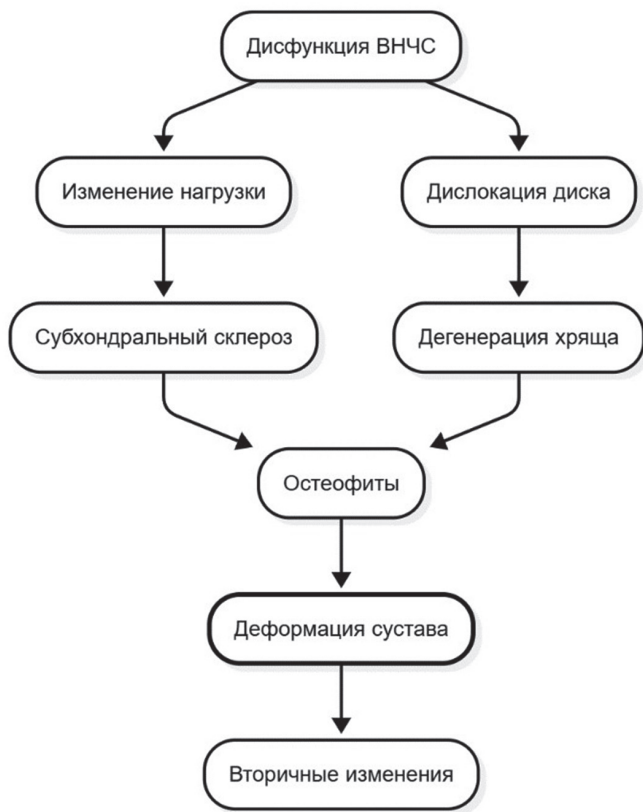 Дисфункция ВНЧС
Изменение нагрузки
Дислокация диска
Субхондральный склероз
Дегенерация хряща
Остеофиты
Деформация сустава
Вторичные изменения